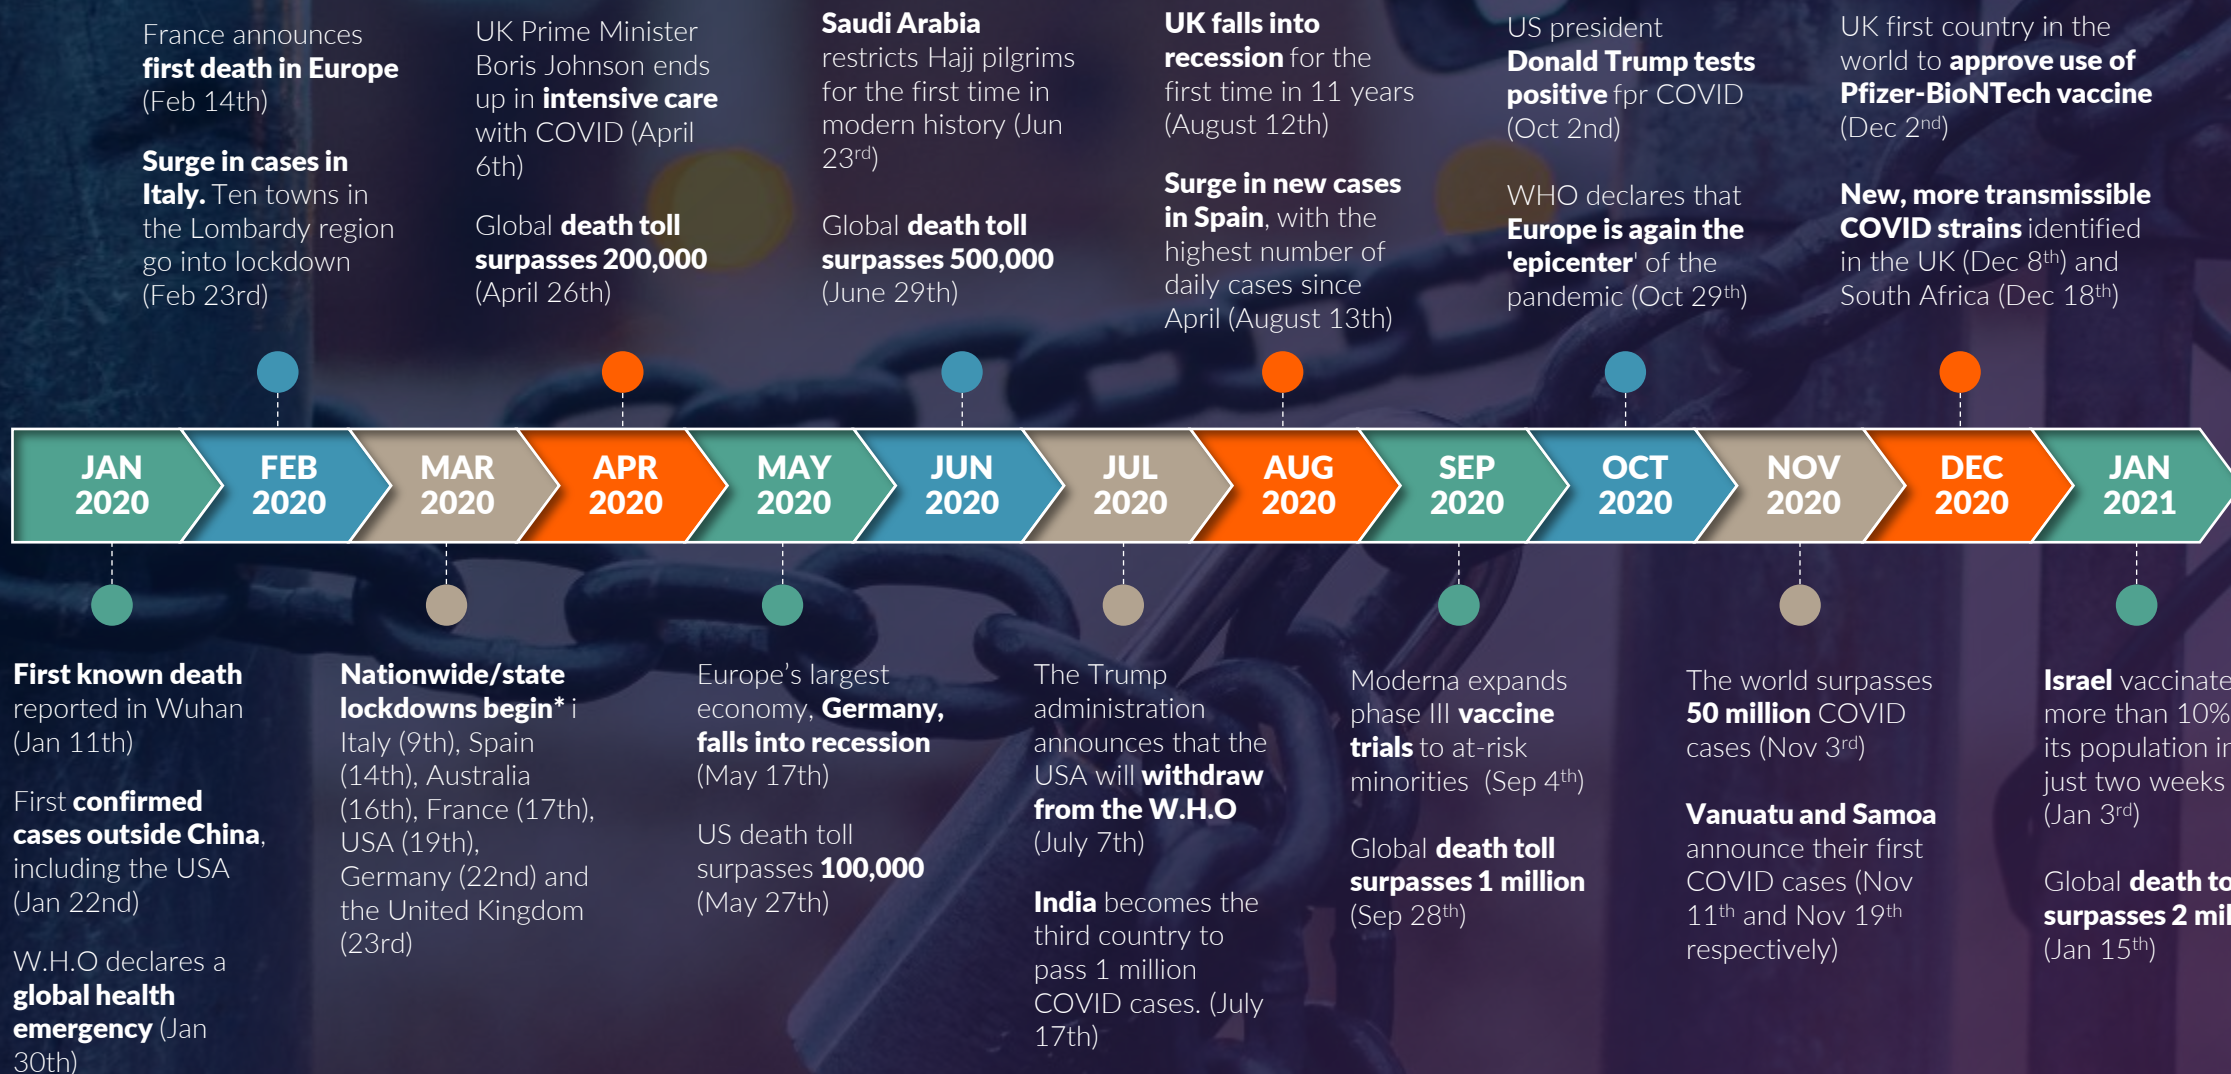 France announces
first death in Europe
(Feb 14th)
Surge in cases in
Italy. Ten towns in
the Lombardy region
go into lockdown
(Feb 23rd)
UK Prime Minister
Boris Johnson ends
up in intensive care
with COVID (April
6th)
Global death toll
surpasses 200,000
(April 26th)
Saudi Arabia
restricts Hajj pilgrims
for the first time in
modern history (Jun
23rd)
Global death toll
surpasses 500,000
(June 29th)
UK falls into
recession for the
first time in 11 years
(August 12th)
Surge in new cases
in Spain, with the
highest number of
daily cases since
April (August 13th)
US president
Donald Trump tests
positive fpr COVID
(Oct 2nd)
WHO declares that
Europe is again the
'epicenter' of the
pandemic (Oct 29th)
UK first country in the
world to approve use of
Pfizer-BioNTech vaccine
(Dec 2nd)
New, more transmissible
COVID strains identified
in the UK (Dec 8th) and
South Africa (Dec 18th)
JAN
2020
FEB
2020
MAR
2020
APR
2020
MAY
2020
JUN
2020
JUL
2020
AUG
2020
SEP
2020
OCT
2020
NOV
2020
DEC
2020
JAN
2021
First known death
reported in Wuhan
(Jan 11th)
First confirmed
cases outside China,
including the USA
(Jan 22nd)
W.H.O declares a
global health
emergency (Jan
30th)
Nationwide/state
lockdowns begin* i
Italy (9th), Spain
(14th), Australia
(16th), France (17th),
USA (19th),
Germany (22nd) and
the United Kingdom
(23rd)
Europe's largest
economy, Germany,
falls into recession
(May 17th)
US death toll
surpasses 100,000
(May 27th)
The Trump
administration
announces that the
USA will withdraw
from the W.H.O
(July 7th)
India becomes the
third country to
pass 1 million
COVID cases. (July
17th)
Moderna expands
phase III vaccine
trials to at-risk
minorities (Sep 4th)
Global death toll
surpasses 1 million
(Sep 28th)
The world surpasses
50 million COVID
cases (Nov 3rd)
Vanuatu and Samoa
announce their first
COVID cases (Nov
11th and Nov 19th
respectively)
Israel vaccinate
more than 10%
its population in
just two weeks
(Jan 3rd)
Global death to
surpasses 2 mil
(Jan 15th)